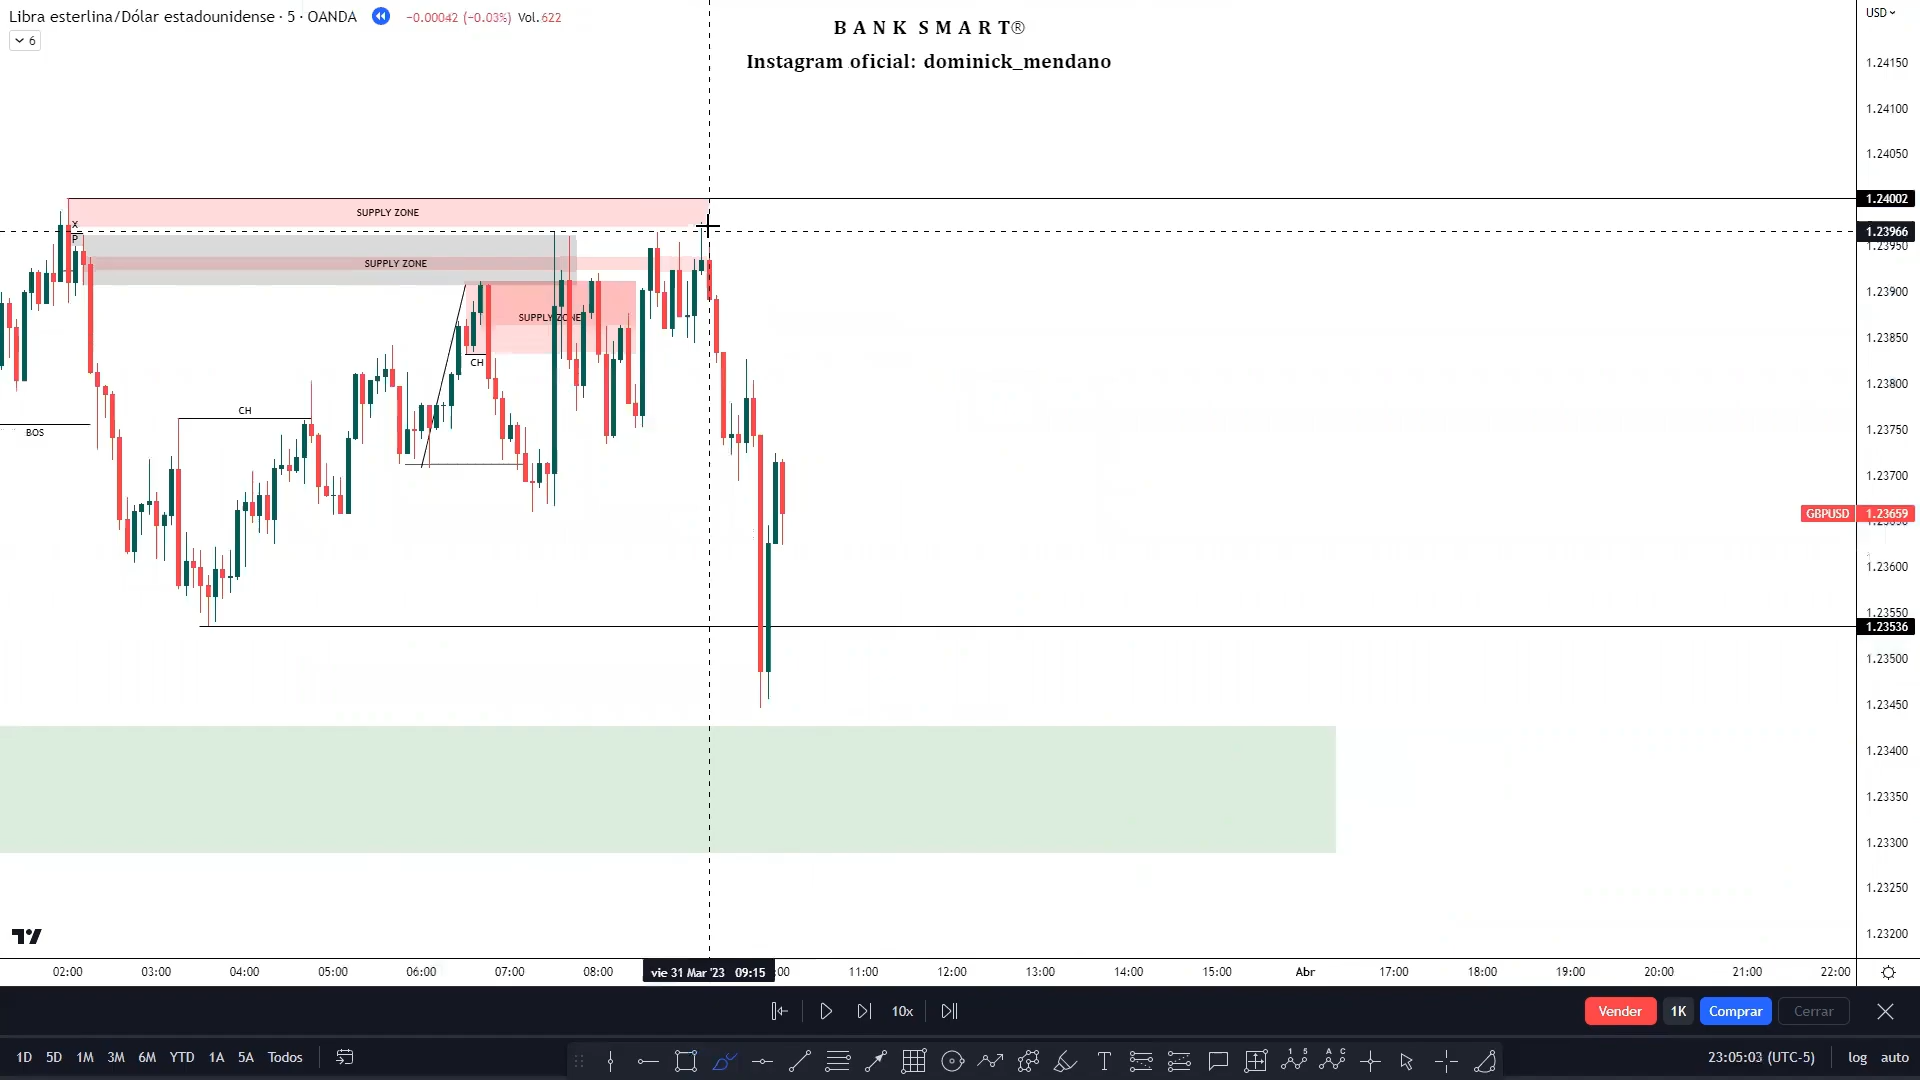 Libra esterlina/Dólar estadounidense · 5 · OANDA
−0.00042 (−0.03%) Vol.622
6
B A N K S M A R T®
Instagram oficial: dominick_mendano
USD
1.24150
1.24100
1.24050
1.24002
1.23966
1.23950
1.23900
1.23850
1.23800
1.23750
1.23700
GBPUSD 1.23659
1.23600
1.23550
1.23536
1.23500
1.23450
1.23400
1.23350
1.23300
1.23250
1.23200
SUPPLY ZONE
X
P
SUPPLY ZONE
SUPPLY ZONE
CH
CH
BOS
02:00 03:00 04:00 05:00 06:00 07:00 08:00 vie 31 Mar '23 09:15 :00 11:00 12:00 13:00 14:00 15:00 Abr 17:00 18:00 19:00 20:00 21:00 22:00
10x
Vender 1K Comprar Cerrar
1D 5D 1M 3M 6M YTD 1A 5A Todos
23:05:03 (UTC-5) log auto